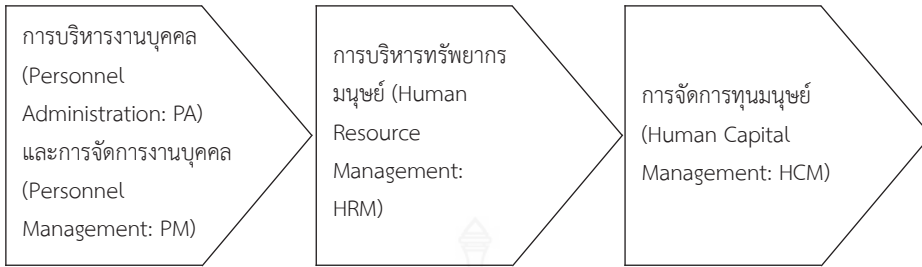 การบริหารงานบุคคล
(Personnel
Administration: PA)
และการจัดการงานบุคคล
(Personnel
Management: PM)
การบริหารทรัพยากร
มนุษย์ (Human
Resource
Management:
HRM)
การจัดการทุนมนุษย์
(Human Capital
Management: HCM)